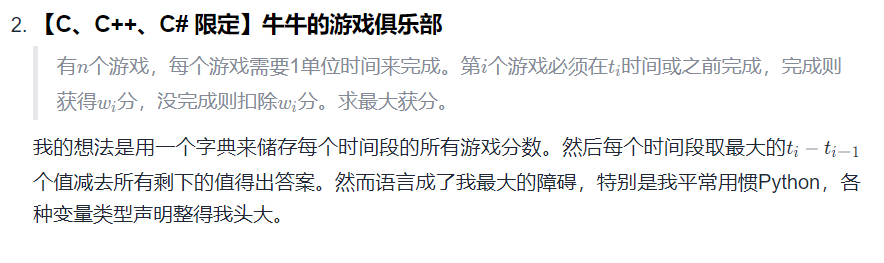 2. 【C、C++、C# 限定】牛牛的游戏俱乐部
有n个游戏，每个游戏需要1单位时间来完成。第i个游戏必须在tᵢ时间或之前完成，完成则
获得wᵢ分，没完成则扣除wᵢ分。求最大获分。
我的想法是用一个字典来储存每个时间段的所有游戏分数。然后每个时间段取最大的tᵢ − tᵢ₋₁
个值减去所有剩下的值得出答案。然而语言成了我最大的障碍，特别是我平常用惯Python，各
种变量类型声明整得我头大。